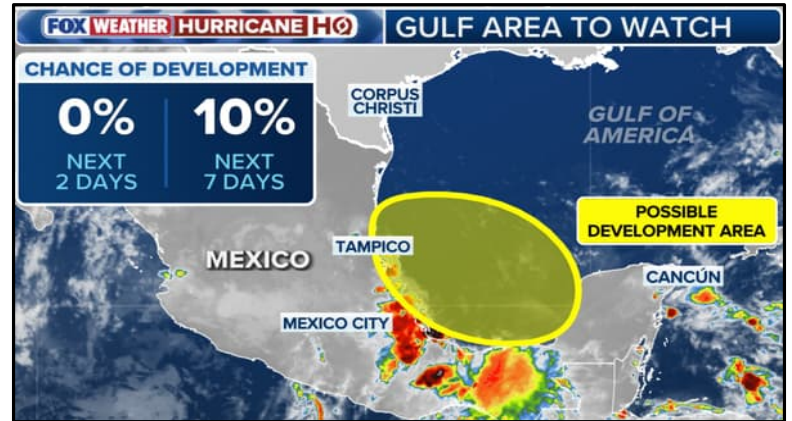 FOX WEATHER HURRICANE HQ
GULF AREA TO WATCH
CHANCE OF DEVELOPMENT
0%
NEXT
2 DAYS
10%
NEXT
7 DAYS
CORPUS
CHRISTI
GULF OF
AMERICA
POSSIBLE
DEVELOPMENT AREA
TAMPICO
MEXICO
CANCÚN
MEXICO CITY